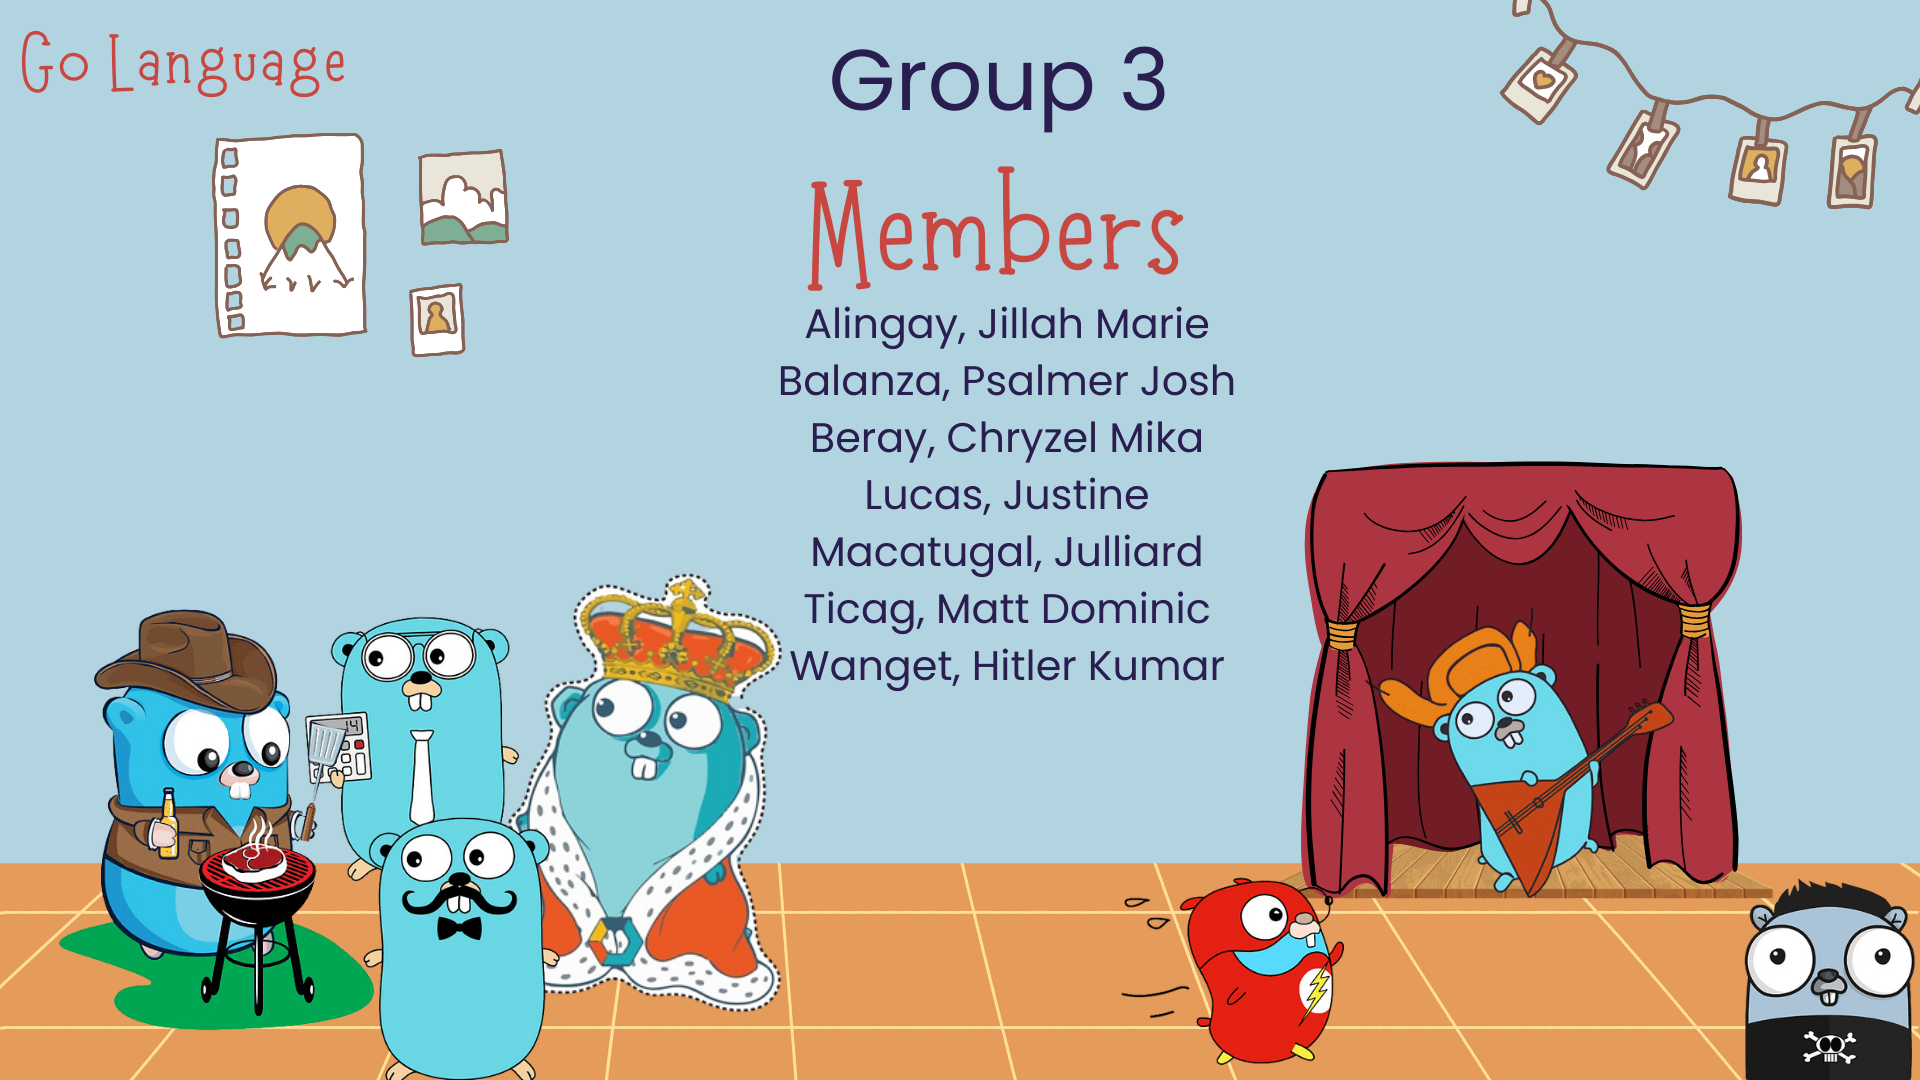 Go Language
Group 3
Members
Alingay, Jillah Marie
Balanza, Psalmer Josh
Beray, Chryzel Mika
Lucas, Justine
Macatugal, Julliard
Ticag, Matt Dominic
Wanget, Hitler Kumar
14